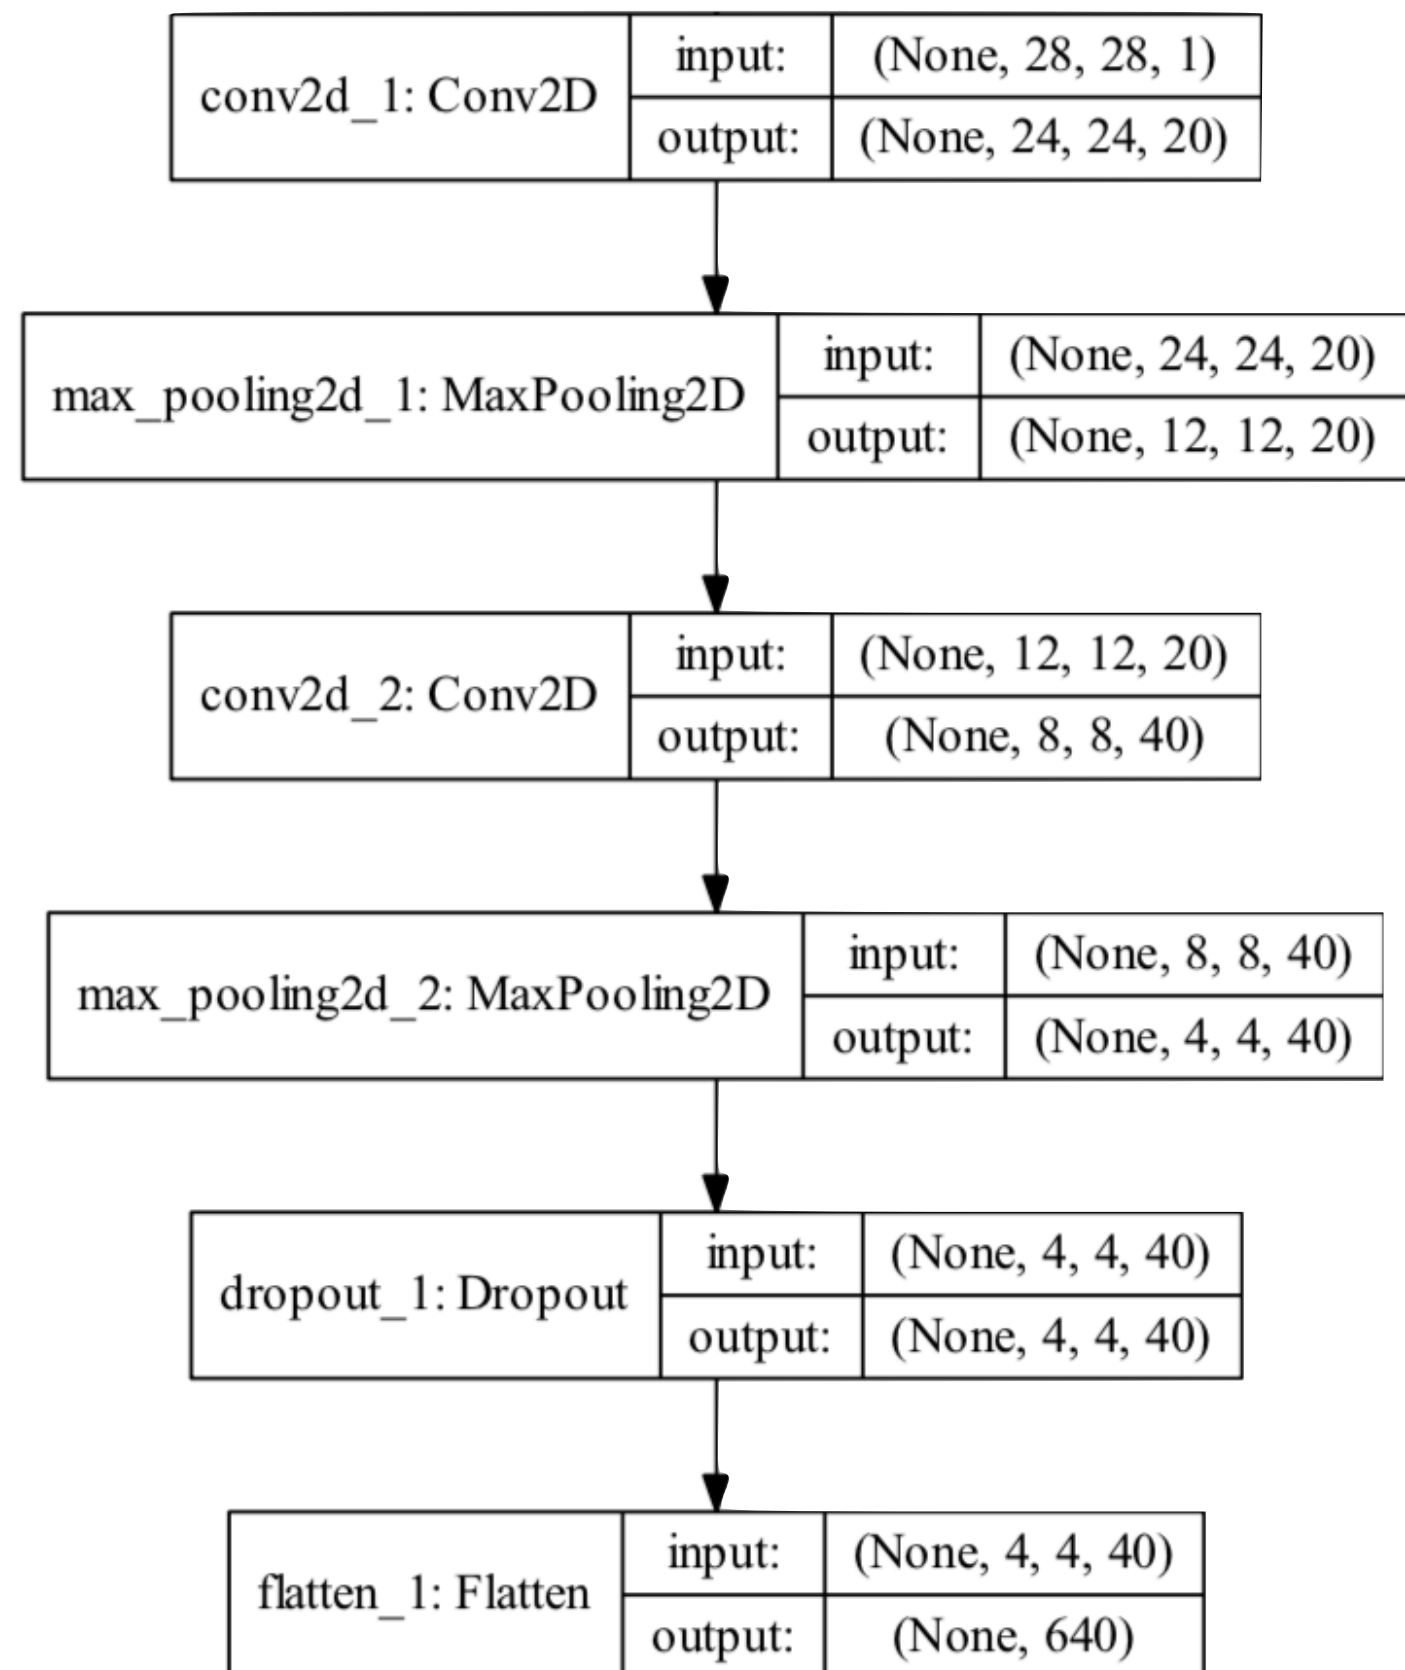 conv2d_1: Conv2D
input: (None, 28, 28, 1)
output: (None, 24, 24, 20)
max_pooling2d_1: MaxPooling2D
input: (None, 24, 24, 20)
output: (None, 12, 12, 20)
conv2d_2: Conv2D
input: (None, 12, 12, 20)
output: (None, 8, 8, 40)
max_pooling2d_2: MaxPooling2D
input: (None, 8, 8, 40)
output: (None, 4, 4, 40)
dropout_1: Dropout
input: (None, 4, 4, 40)
output: (None, 4, 4, 40)
flatten_1: Flatten
input: (None, 4, 4, 40)
output: (None, 640)